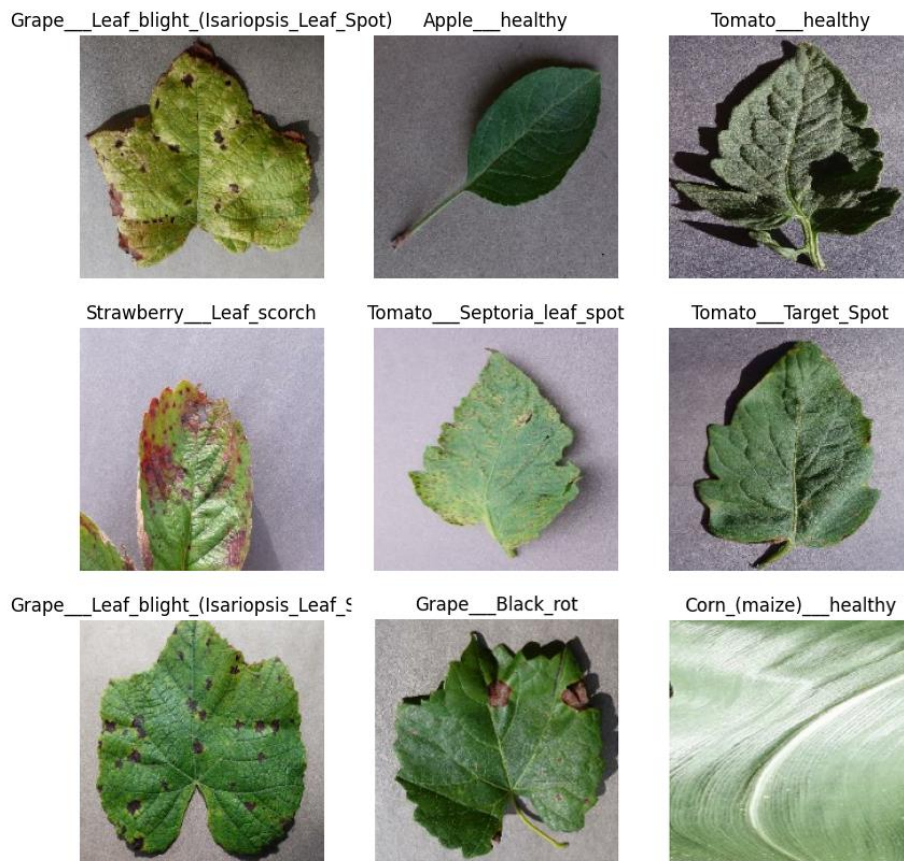 Grape___Leaf_blight_(Isariopsis_Leaf_Spot)
Apple___healthy
Tomato___healthy
Strawberry___Leaf_scorch
Tomato___Septoria_leaf_spot
Tomato___Target_Spot
Grape___Leaf_blight_(Isariopsis_Leaf_S
Grape___Black_rot
Corn_(maize)___healthy